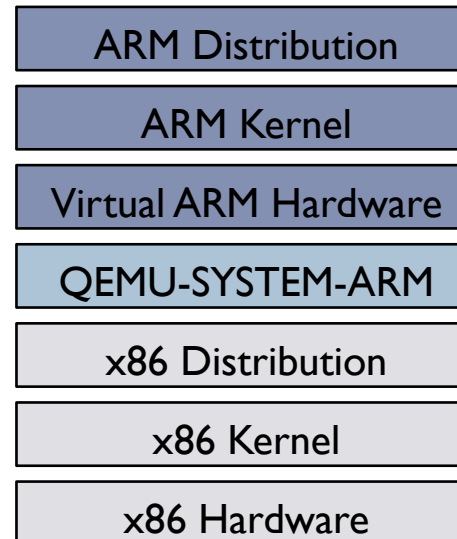 ARM Distribution
ARM Kernel
Virtual ARM Hardware
QEMU-SYSTEM-ARM
x86 Distribution
x86 Kernel
x86 Hardware